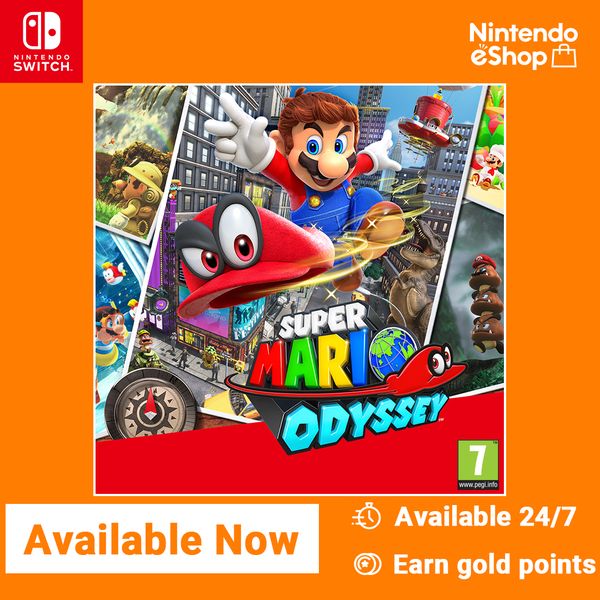 NINTENDO
SWITCH
Nintendo
eShop
SUPER
MARIO
ODYSSEY
7
www.pegi.info
Available Now
Available 24/7
Earn gold points